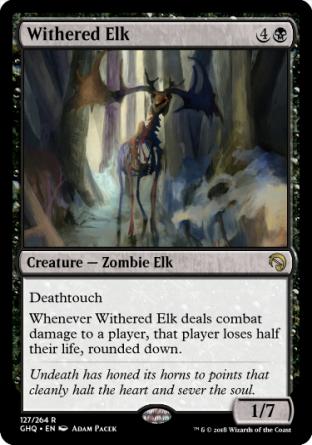 Withered Elk 4
Creature — Zombie Elk
Deathtouch
Whenever Withered Elk deals combat
damage to a player, that player loses half
their life, rounded down.
Undeath has honed its horns to points that
cleanly halt the heart and sever the soul.
1/7
127/264 R
GHQ • EN Adam Pacek
™ & © 2018 Wizards of the Coast